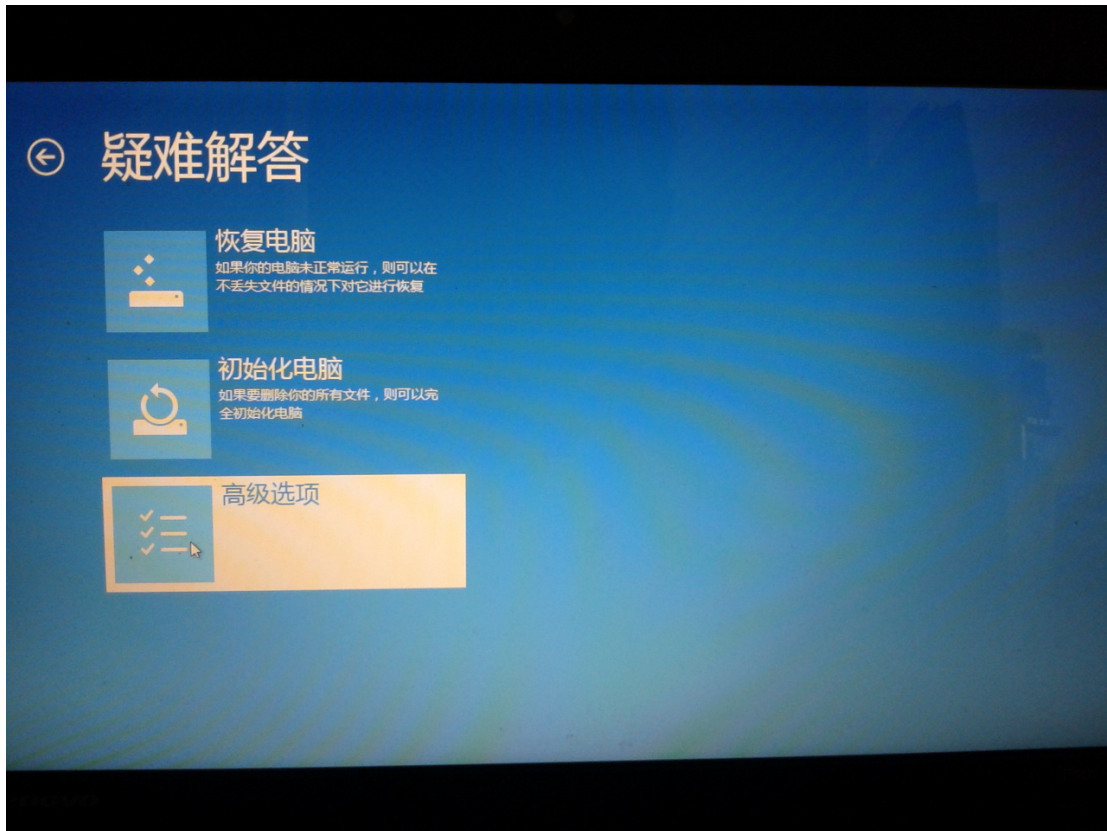 疑难解答
恢复电脑
如果你的电脑未正常运行，则可以在
不丢失文件的情况下对它进行恢复
初始化电脑
如果要删除你的所有文件，则可以完
全初始化电脑
高级选项